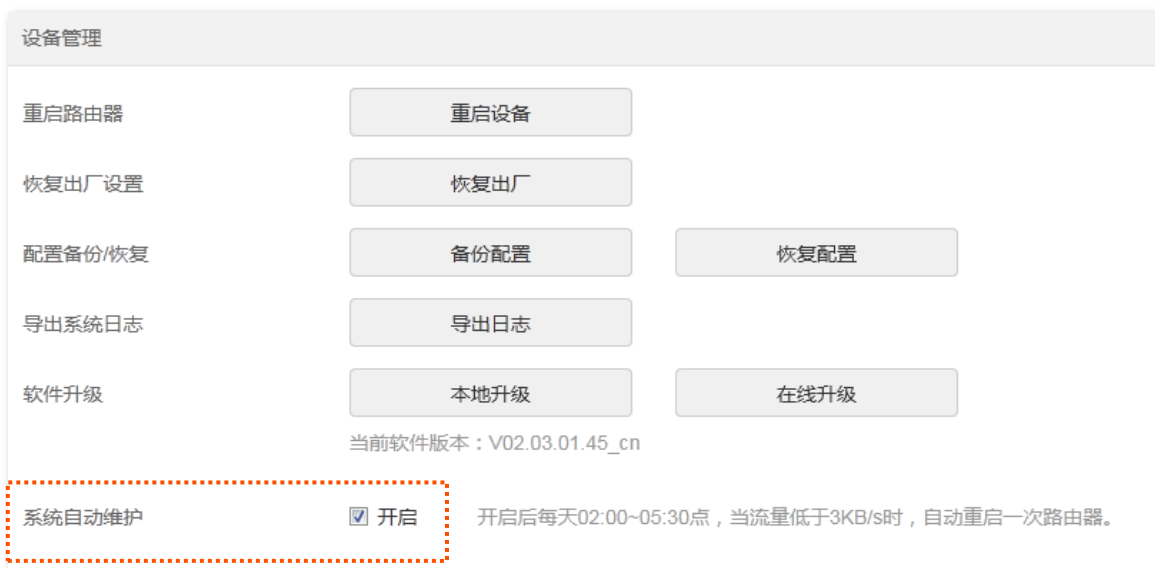 设备管理
重启路由器 重启设备
恢复出厂设置 恢复出厂
配置备份/恢复 备份配置 恢复配置
导出系统日志 导出日志
软件升级 本地升级 在线升级
当前软件版本：V02.03.01.45_cn
系统自动维护 开启 开启后每天02:00~05:30点，当流量低于3KB/s时，自动重启一次路由器。